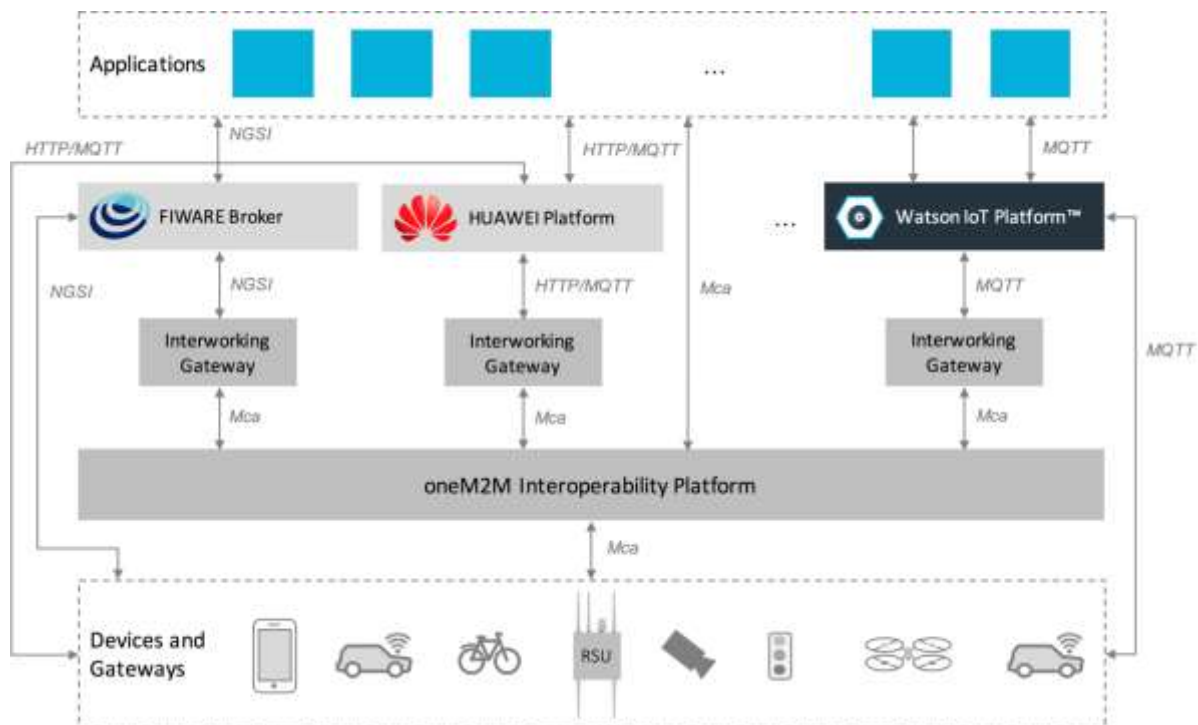 Applications
...
NGSI
HTTP/MQTT
HTTP/MQTT
MQTT
FIWARE Broker
HUAWEI Platform
...
Watson IoT Platform™
NGSI
NGSI
HTTP/MQTT
Mca
MQTT
MQTT
Interworking
Gateway
Interworking
Gateway
Interworking
Gateway
Mca
Mca
Mca
oneM2M Interoperability Platform
Mca
Devices and
Gateways
RSU